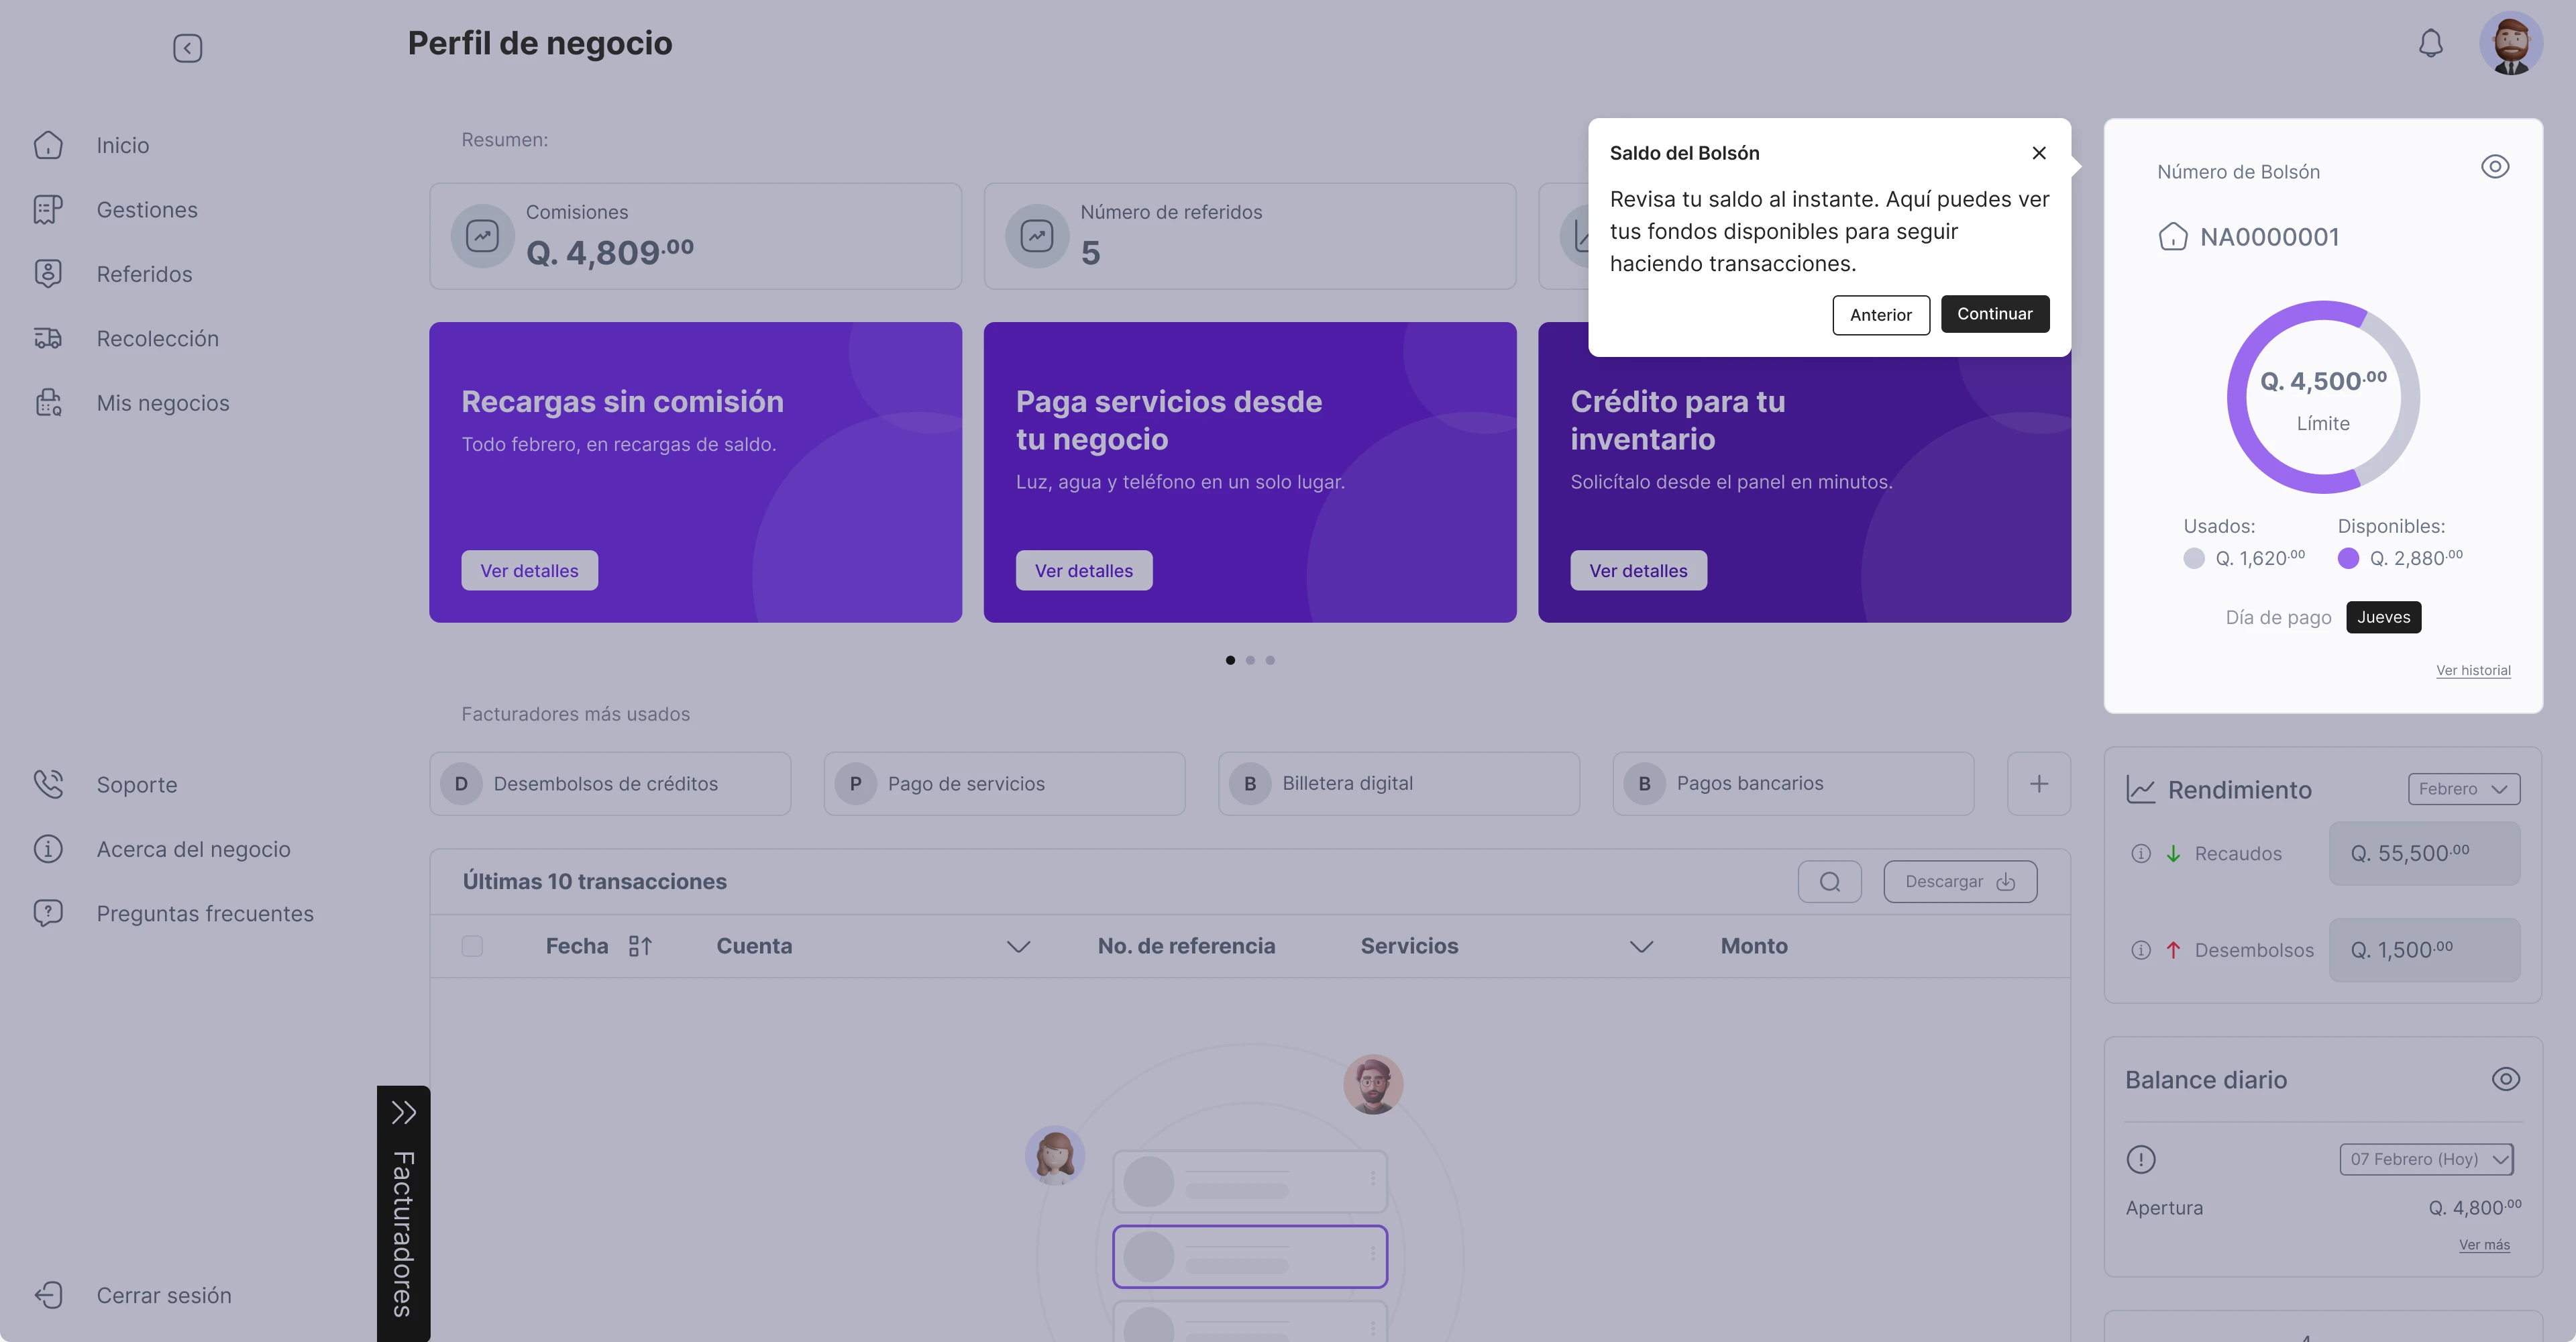 Perfil de negocio
Inicio
Gestiones
Referidos
Recolección
Mis negocios
Soporte
Acerca del negocio
Preguntas frecuentes
Cerrar sesión
Facturadores
Resumen:
Comisiones
Q. 4,809.00
Número de referidos
5
Saldo del Bolsón
Revisa tu saldo al instante. Aquí puedes ver
tus fondos disponibles para seguir
haciendo transacciones.
Anterior
Continuar
Recargas sin comisión
Todo febrero, en recargas de saldo.
Ver detalles
Paga servicios desde
tu negocio
Luz, agua y teléfono en un solo lugar.
Ver detalles
Crédito para tu
inventario
Solicítalo desde el panel en minutos.
Ver detalles
Facturadores más usados
D Desembolsos de créditos
P Pago de servicios
B Billetera digital
B Pagos bancarios
Últimas 10 transacciones
Descargar
Fecha Cuenta No. de referencia Servicios Monto
Número de Bolsón
NA0000001
Q. 4,500.00
Límite
Usados: Disponibles:
Q. 1,620.00 Q. 2,880.00
Día de pago Jueves
Ver historial
Rendimiento Febrero
Recaudos Q. 55,500.00
Desembolsos Q. 1,500.00
Balance diario
07 Febrero (Hoy)
Apertura Q. 4,800.00
Ver más